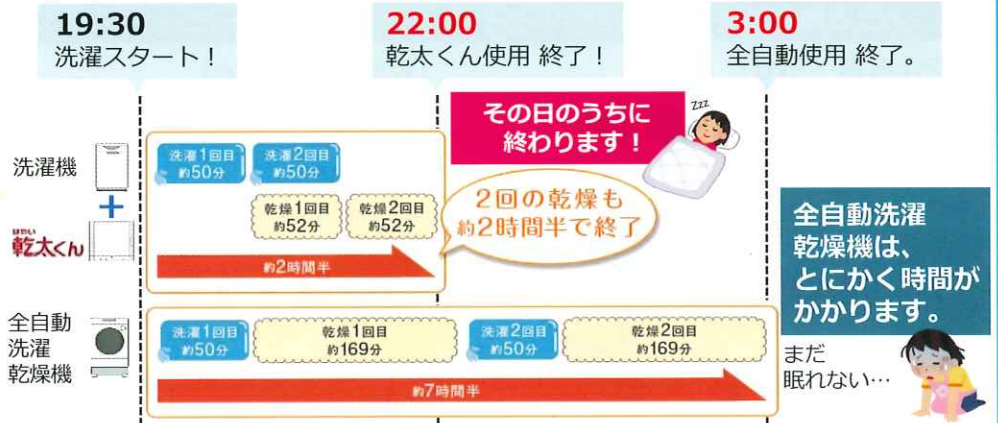 19:30
洗濯スタート！
22:00
乾太くん使用 終了！
3:00
全自動使用 終了。
その日のうちに
終わります！
Zzz
洗濯機
+
はやい
乾太くん
洗濯1回目
約50分
洗濯2回目
約50分
乾燥1回目
約52分
乾燥2回目
約52分
約2時間半
2回の乾燥も
約2時間半で終了
全自動洗濯
乾燥機は、
とにかく時間が
かかります。
全自動
洗濯
乾燥機
洗濯1回目
約50分
乾燥1回目
約169分
洗濯2回目
約50分
乾燥2回目
約169分
約7時間半
まだ
眠れない…